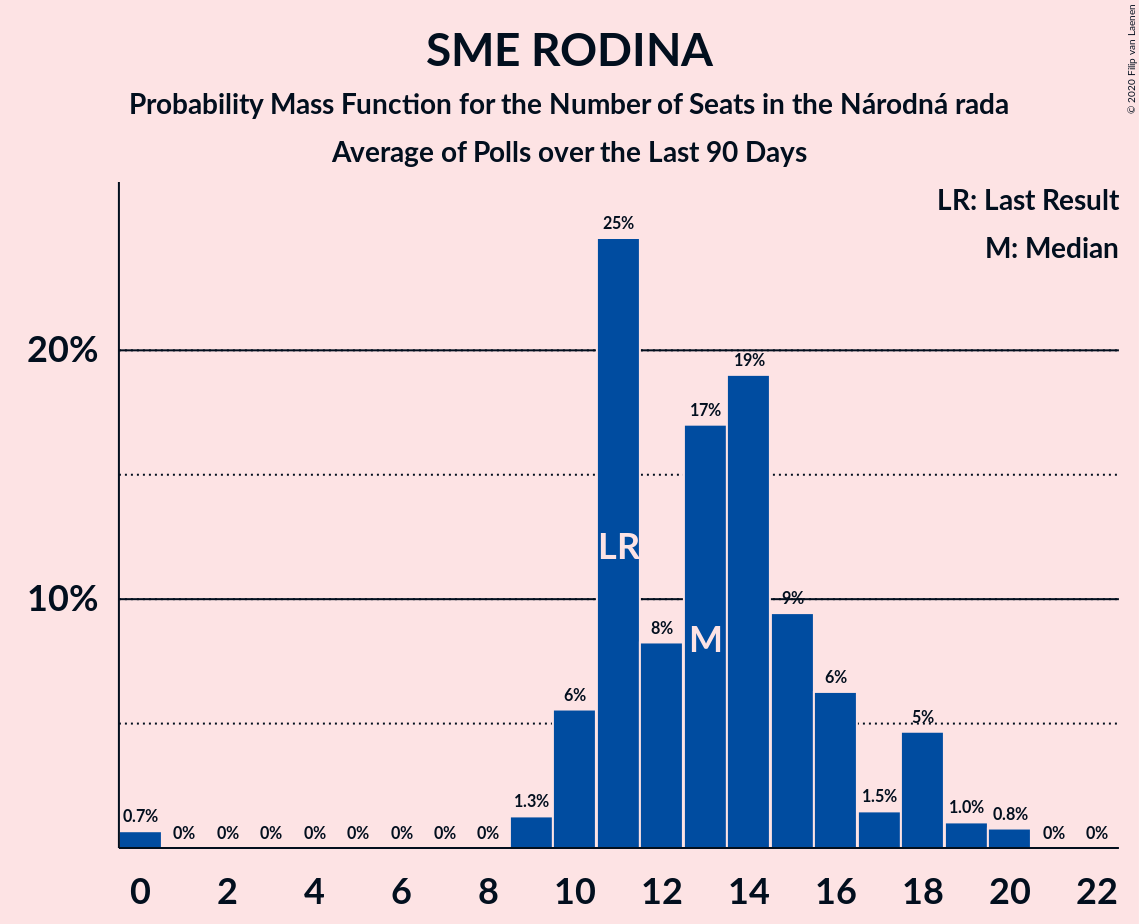 SME RODINA
Probability Mass Function for the Number of Seats in the Národná rada
Average of Polls over the Last 90 Days
© 2020 Filip van Laenen
LR: Last Result
M: Median
20%
10%
0.7%
0%
0%
0%
0%
0%
0%
0%
0%
1.3%
6%
25%
8%
17%
19%
9%
6%
1.5%
5%
1.0%
0.8%
0%
0%
LR
M
0 2 4 6 8 10 12 14 16 18 20 22